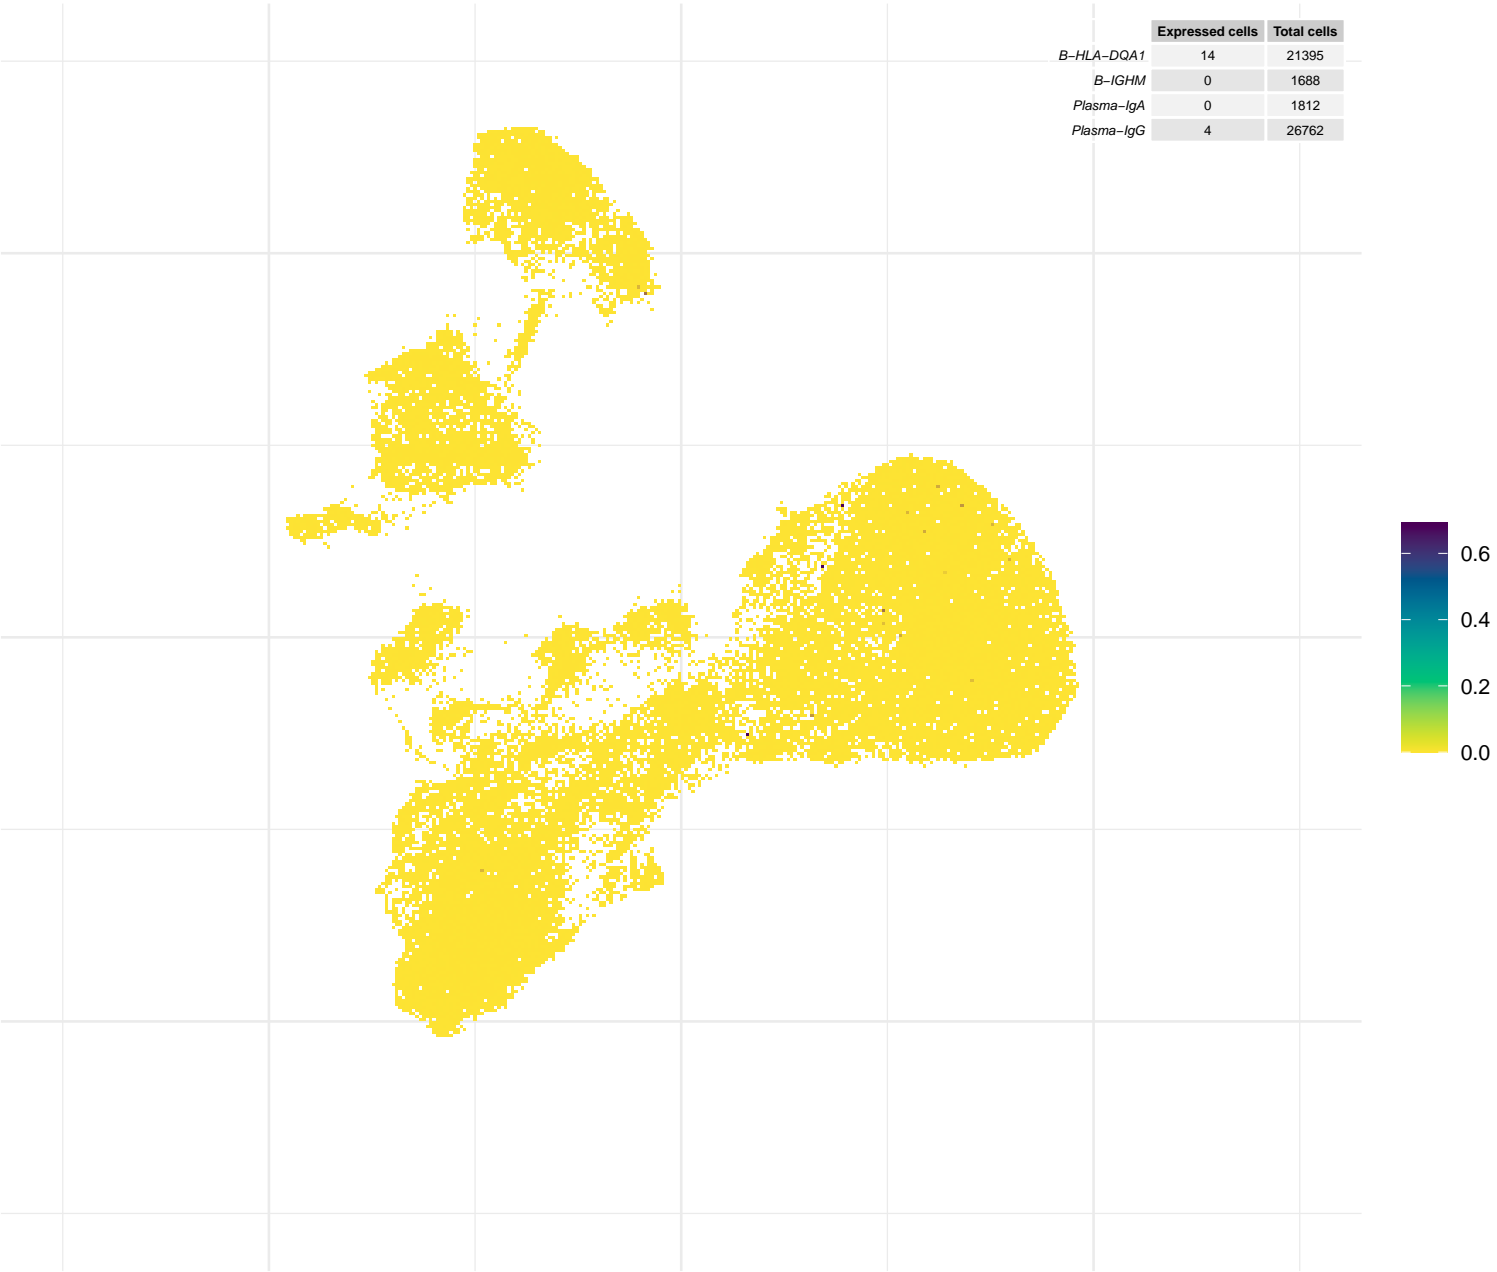 Expressed cells Total cells
B−HLA−DQA1 14 21395
B−IGHM 0 1688
Plasma−IgA 0 1812
Plasma−IgG 4 26762
0.6
0.4
0.2
0.0